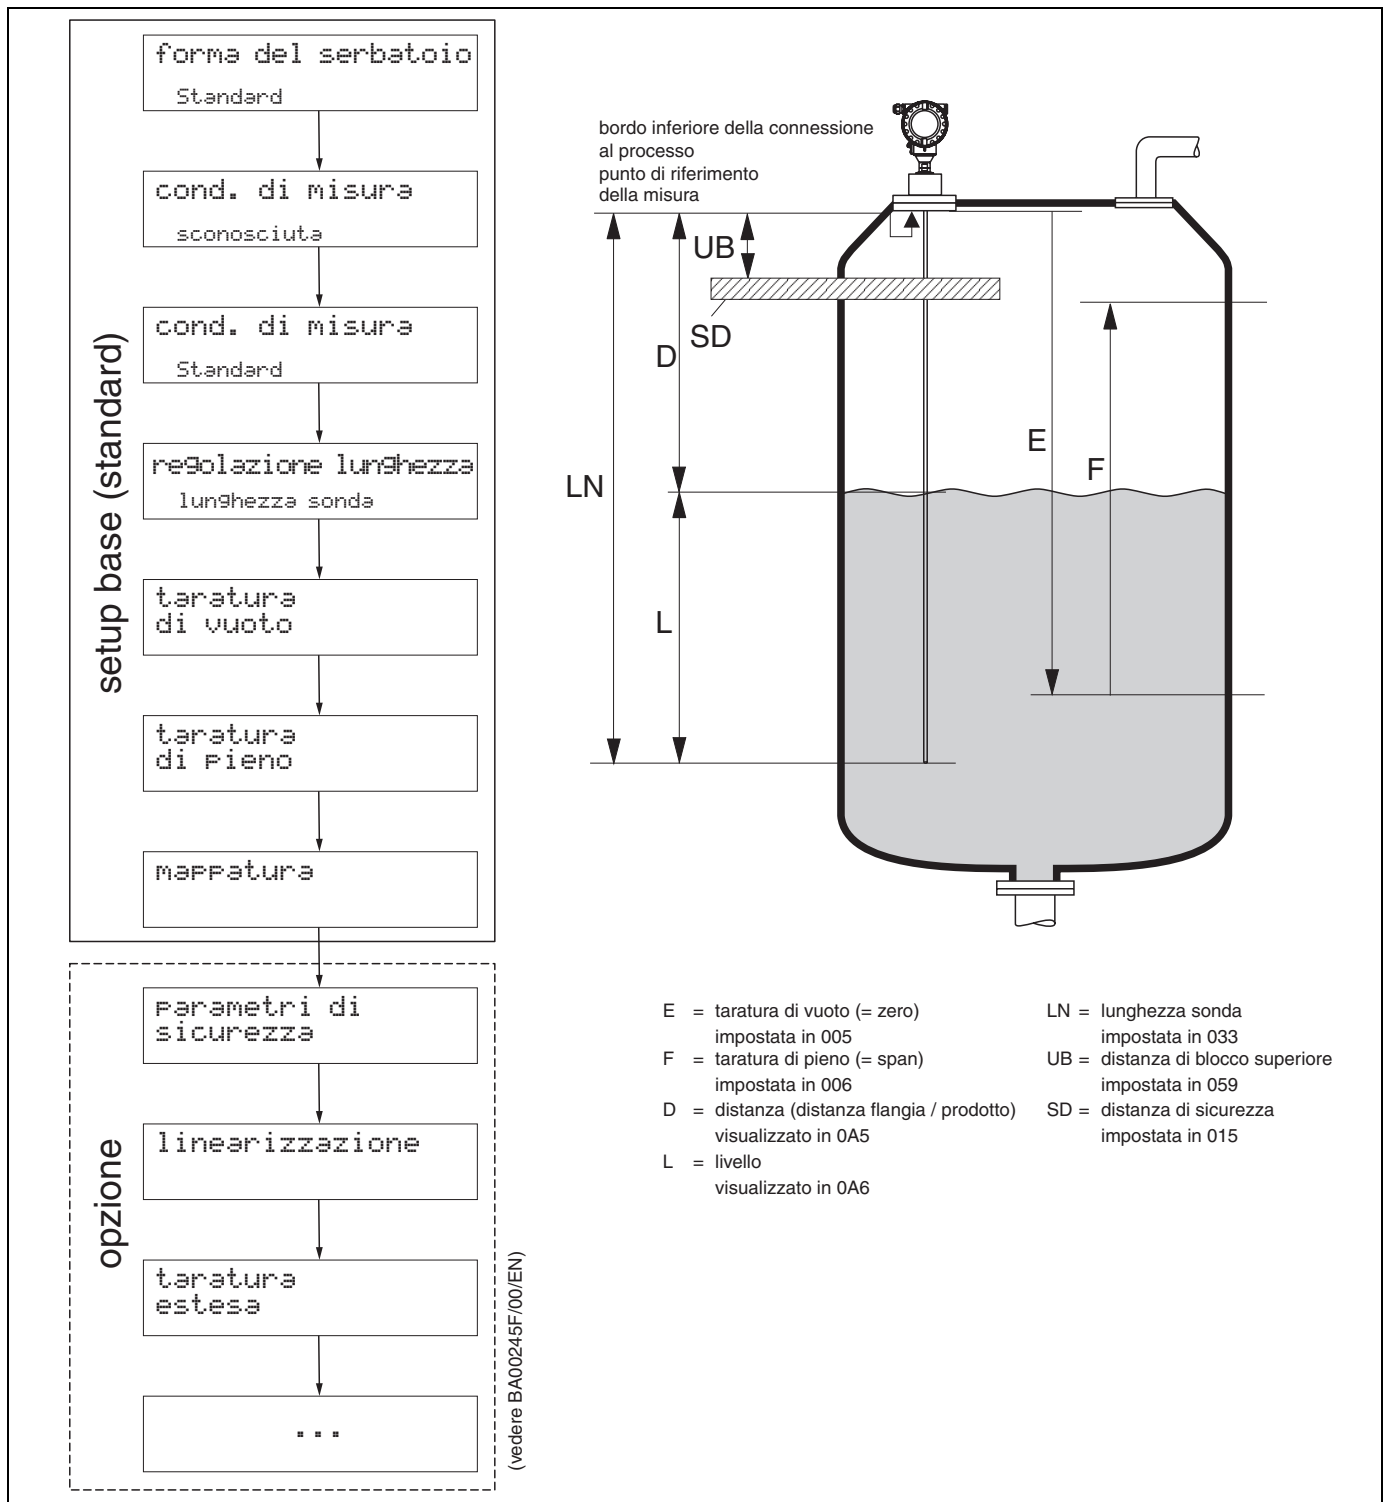 setup base (standard)
forma del serbatoio
Standard
cond. di misura
sconosciuta
cond. di misura
Standard
regolazione lunghezza
lunghezza sonda
taratura
di vuoto
taratura
di pieno
mappatura
opzione
parametri di
sicurezza
linearizzazione
taratura
estesa
...
(vedere BA00245F/00/EN)
bordo inferiore della connessione
al processo
punto di riferimento
della misura
UB
SD
D
LN
L
E
F
E = taratura di vuoto (= zero)
impostata in 005
F = taratura di pieno (= span)
impostata in 006
D = distanza (distanza flangia / prodotto)
visualizzato in 0A5
L = livello
visualizzato in 0A6
LN = lunghezza sonda
impostata in 033
UB = distanza di blocco superiore
impostata in 059
SD = distanza di sicurezza
impostata in 015